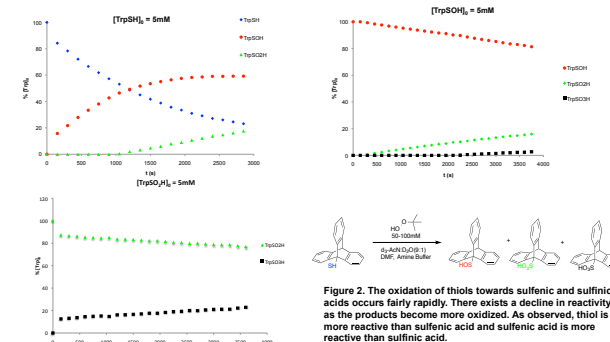 [TrpSH]₀ = 5mM
% [Trp]₀
100
80
60
40
20
0
0 500 1000 1500 2000 2500 3000
t (s)
TrpSH
TrpSOH
TrpSO2H
[TrpSOH]₀ = 5mM
% [Trp]₀
100
80
60
40
20
0
0 500 1000 1500 2000 2500 3000 3500 4000
t (s)
TrpSOH
TrpSO2H
TrpSO3H
[TrpSO₂H]₀ = 5mM
% [Trp]₀
120
100
80
60
40
20
0
TrpSO2H
TrpSO3H
SH
HO
O
50-100mM
d₃-AcN:D₂O(9:1)
DMF, Amine Buffer
HOS
+
HO₂S
+
HO₃S
Figure 2. The oxidation of thiols towards sulfenic and sulfinic
acids occurs fairly rapidly. There exists a decline in reactivity
as the products become more oxidized. As observed, thiol is
more reactive than sulfenic acid and sulfenic acid is more
reactive than sulfinic acid.